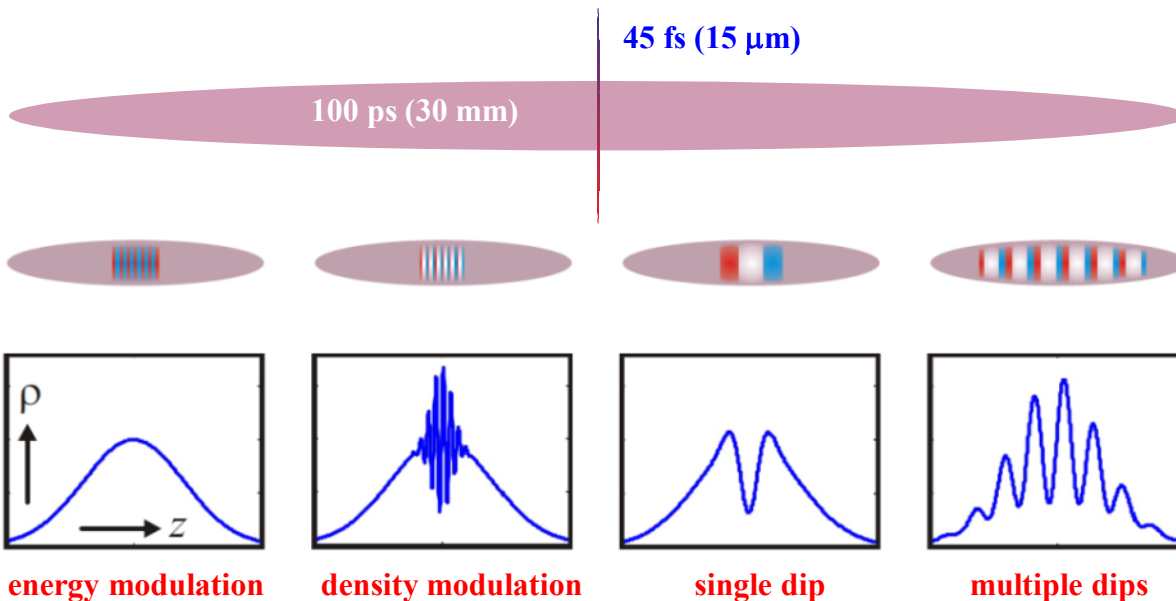 45 fs (15 μm)
100 ps (30 mm)
ρ
z
energy modulation
density modulation
single dip
multiple dips